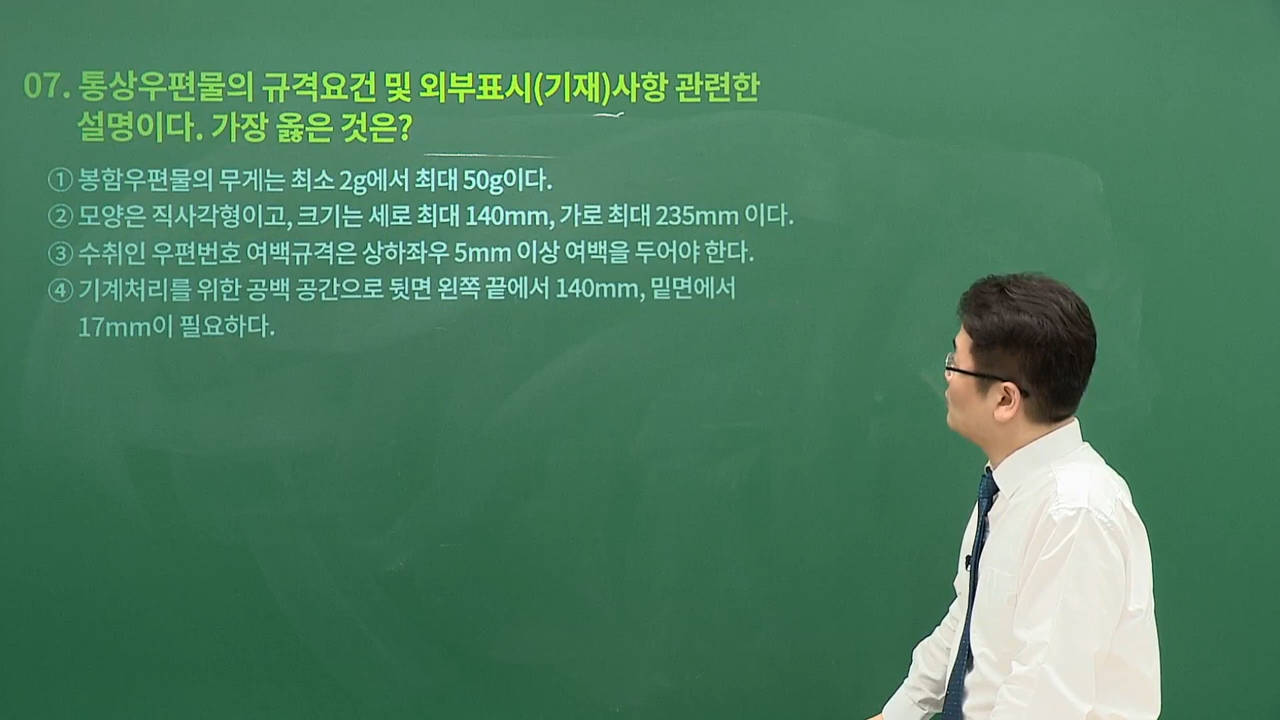 07. 통상우편물의 규격요건 및 외부표시(기재)사항 관련한
설명이다. 가장 옳은 것은?
① 봉함우편물의 무게는 최소 2g에서 최대 50g이다.
② 모양은 직사각형이고, 크기는 세로 최대 140mm, 가로 최대 235mm 이다.
③ 수취인 우편번호 여백규격은 상하좌우 5mm 이상 여백을 두어야 한다.
④ 기계처리를 위한 공백 공간으로 뒷면 왼쪽 끝에서 140mm, 밑면에서
17mm이 필요하다.